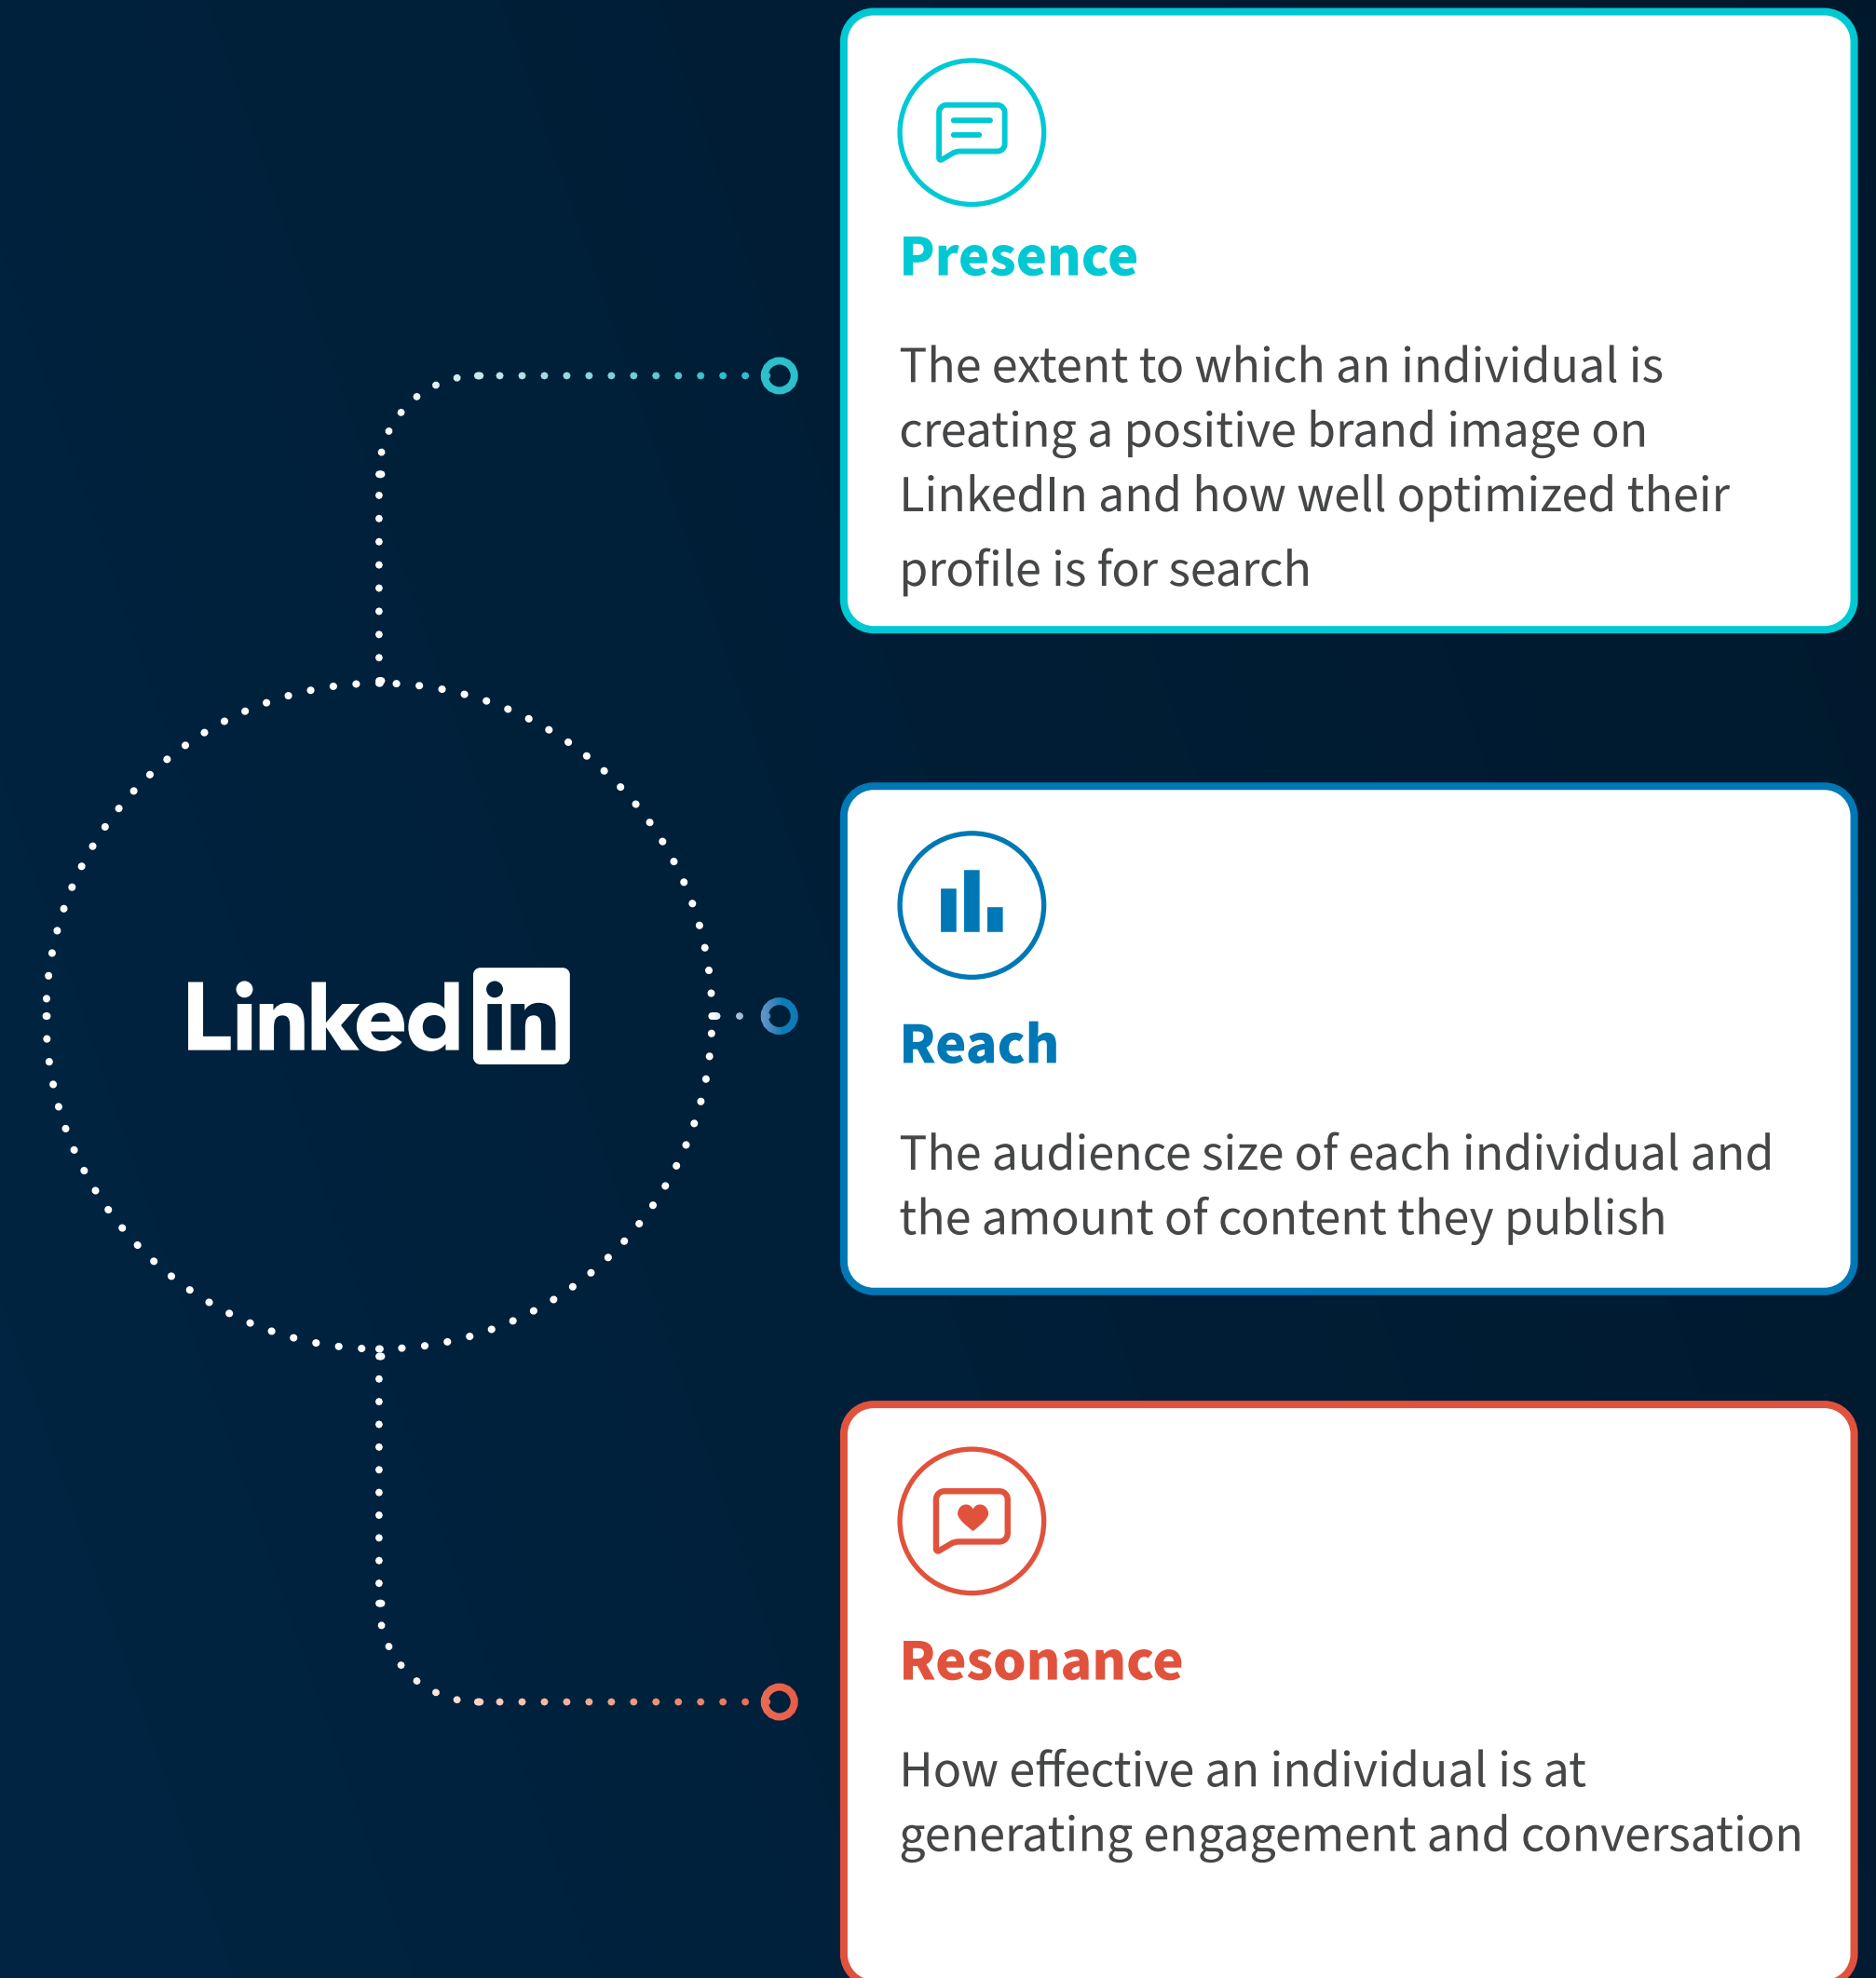 Linked in
Presence
The extent to which an individual is
creating a positive brand image on
LinkedIn and how well optimized their
profile is for search
Reach
The audience size of each individual and
the amount of content they publish
Resonance
How effective an individual is at
generating engagement and conversation